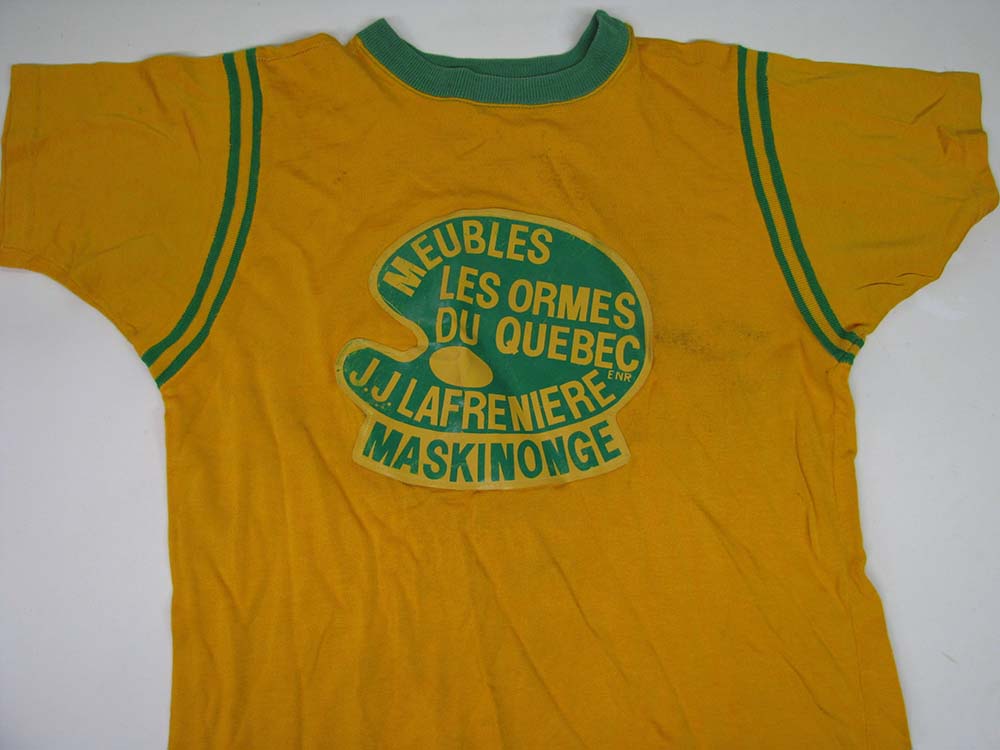 MEUBLES
LES ORMES
DU QUEBEC
ENR
J.J. LAFRENIERE
MASKINONGE